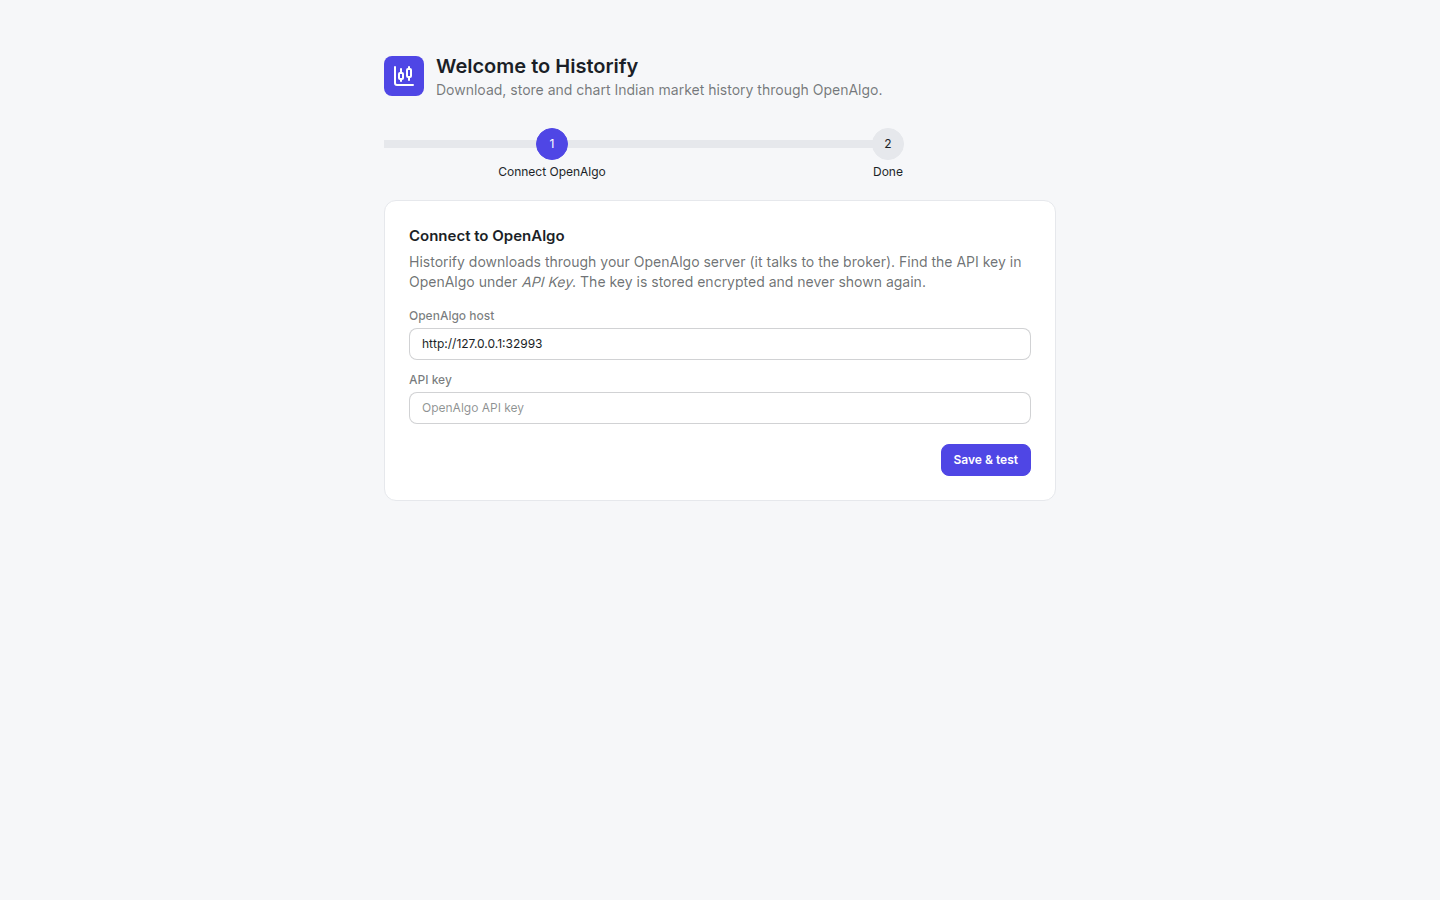 Welcome to Historify
Download, store and chart Indian market history through OpenAlgo.
1
2
Connect OpenAlgo
Done
Connect to OpenAlgo
Historify downloads through your OpenAlgo server (it talks to the broker). Find the API key in
OpenAlgo under API Key. The key is stored encrypted and never shown again.
OpenAlgo host
http://127.0.0.1:32993
API key
OpenAlgo API key
Save & test